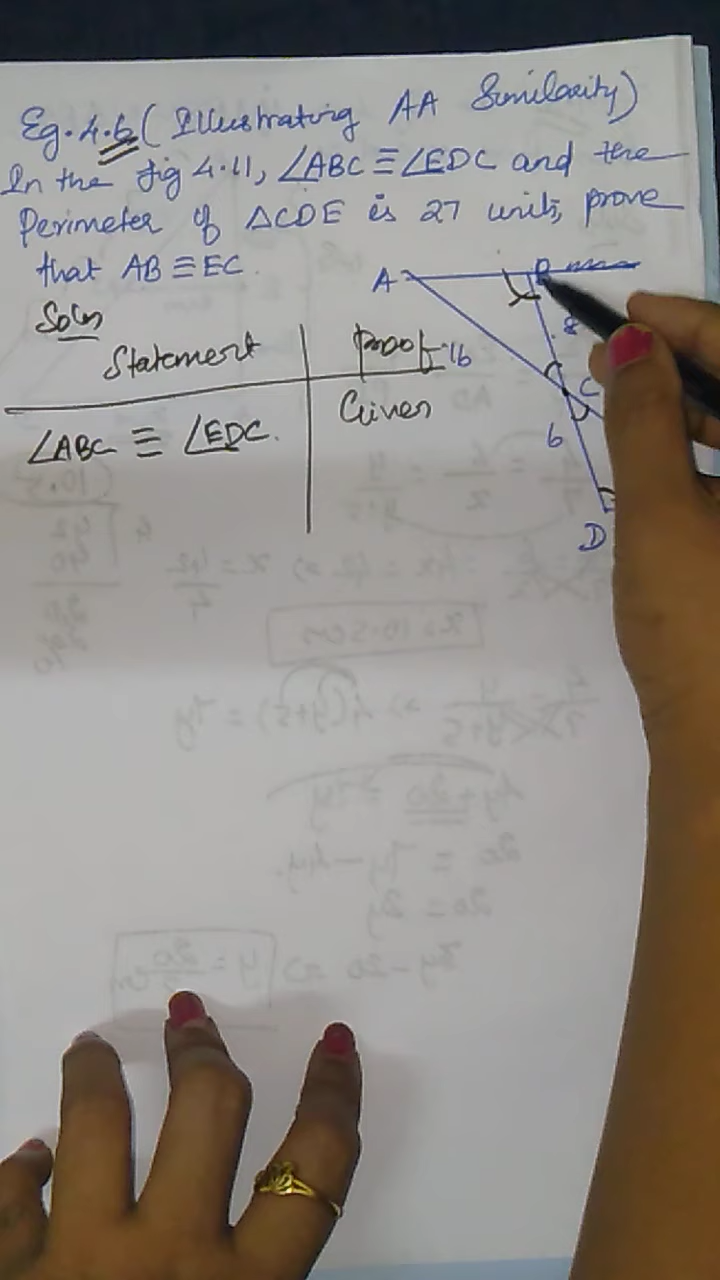 Eg. 4.6 (Illustrating AA Similarity)
In the fig 4.11, ∠ABC ≡ ∠EDC and the
Perimeter of △CDE is 27 units, prove
that AB ≡ EC.
Soln
Statement Proof
∠ABC ≡ ∠EDC. Given
A B
8
16
C
6
D